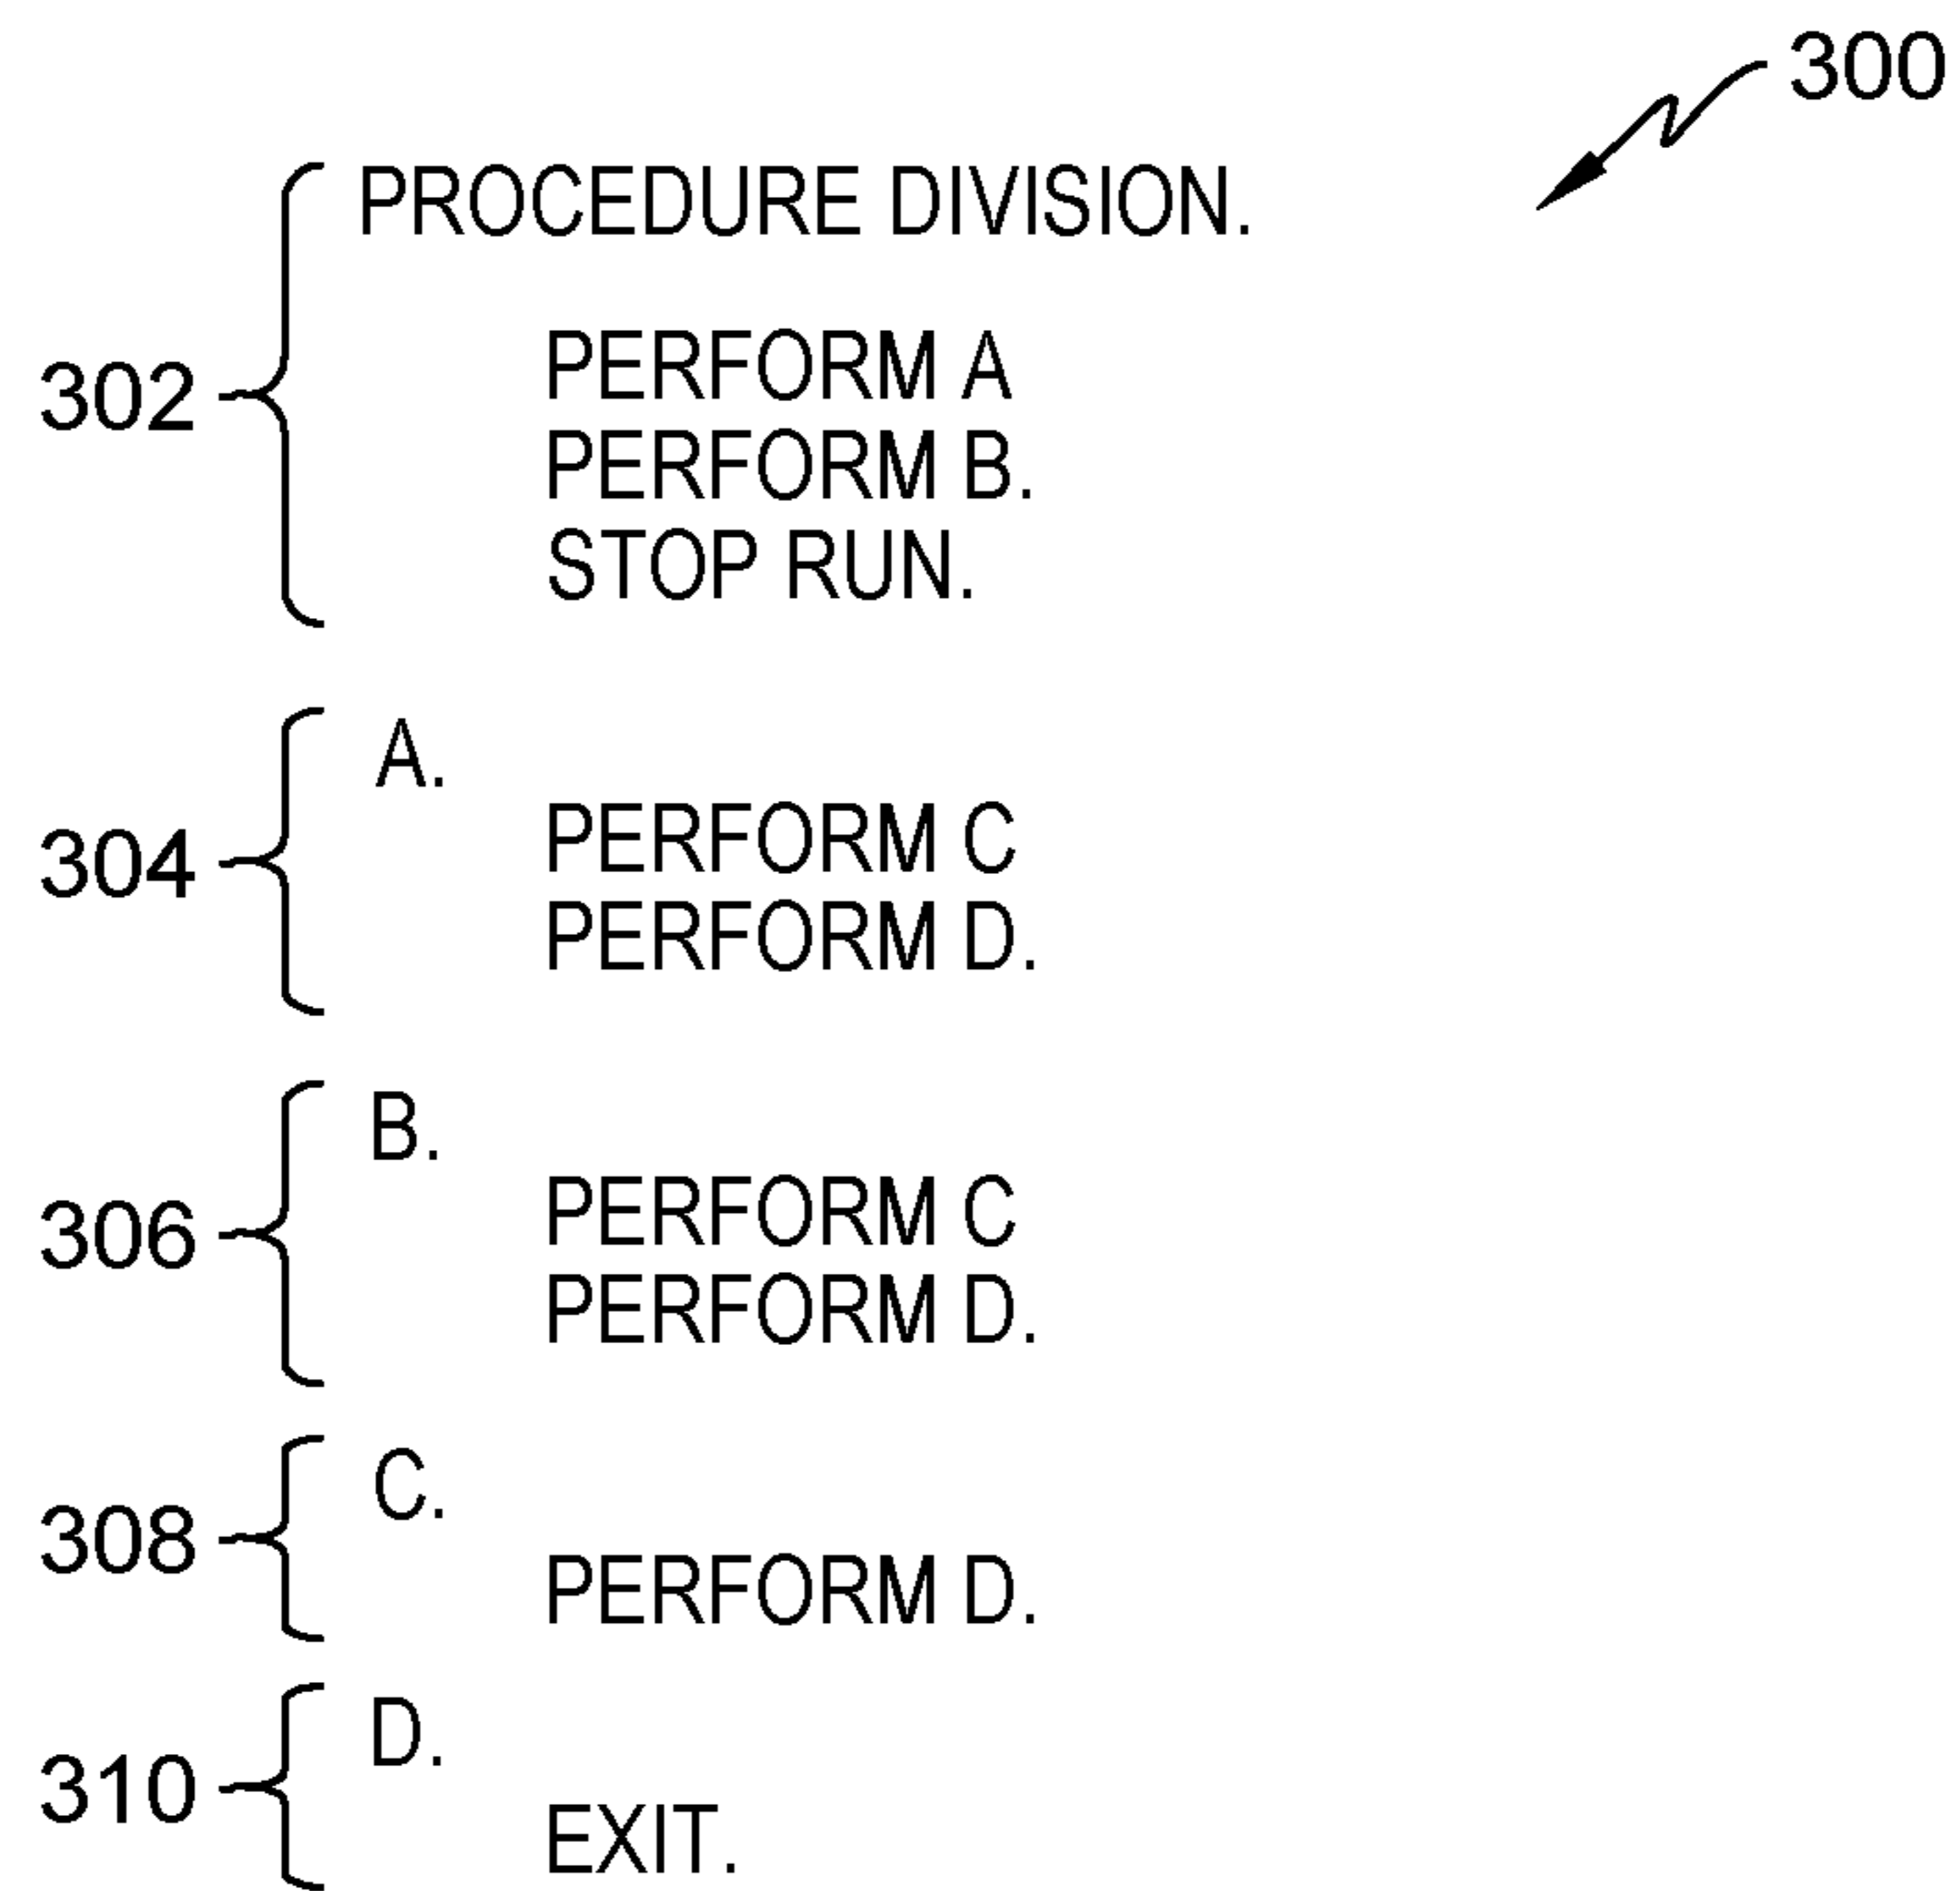 300
PROCEDURE DIVISION.
PERFORM A
302 PERFORM B.
STOP RUN.
A.
304 PERFORM C
PERFORM D.
B.
306 PERFORM C
PERFORM D.
C.
308 PERFORM D.
D.
310 EXIT.